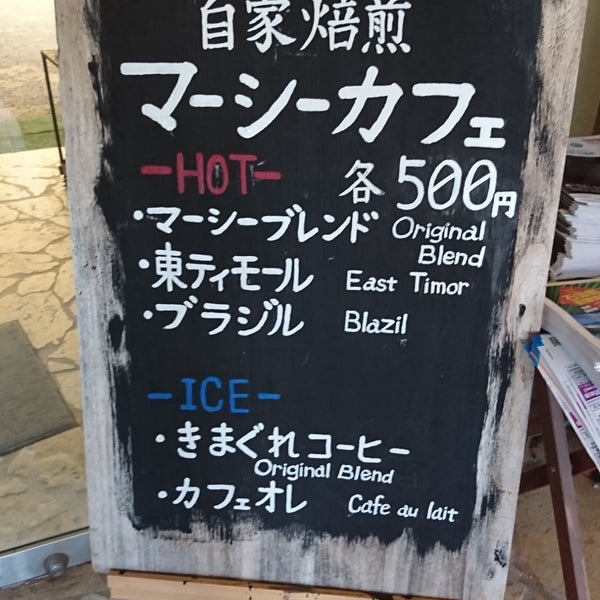 自家焙煎
マーシーカフェ
-HOT- 各500円
・マーシーブレンド Original Blend
・東ティモール East Timor
・ブラジル Blazil
-ICE-
・きまぐれコーヒー
Original Blend
・カフェオレ Cafe au lait